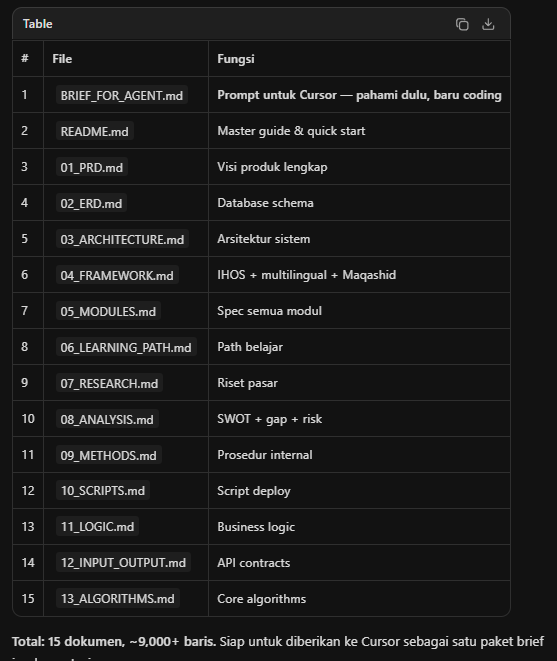 Table
# File Fungsi
1 BRIEF_FOR_AGENT.md Prompt untuk Cursor — pahami dulu, baru coding
2 README.md Master guide & quick start
3 01_PRD.md Visi produk lengkap
4 02_ERD.md Database schema
5 03_ARCHITECTURE.md Arsitektur sistem
6 04_FRAMEWORK.md IHOS + multilingual + Maqashid
7 05_MODULES.md Spec semua modul
8 06_LEARNING_PATH.md Path belajar
9 07_RESEARCH.md Riset pasar
10 08_ANALYSIS.md SWOT + gap + risk
11 09_METHODS.md Prosedur internal
12 10_SCRIPTS.md Script deploy
13 11_LOGIC.md Business logic
14 12_INPUT_OUTPUT.md API contracts
15 13_ALGORITHMS.md Core algorithms
Total: 15 dokumen, ~9,000+ baris. Siap untuk diberikan ke Cursor sebagai satu paket brief